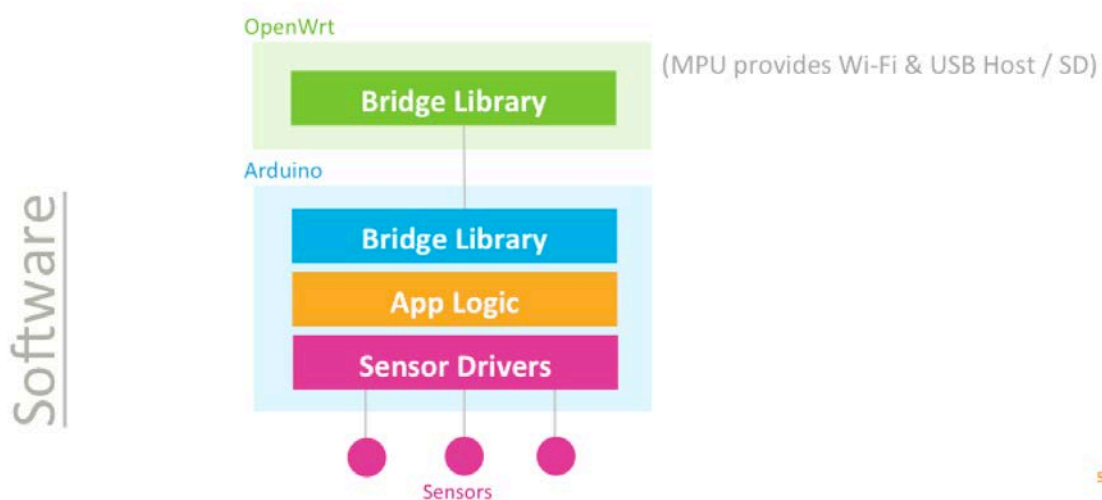 OpenWrt
(MPU provides Wi-Fi & USB Host / SD)
Bridge Library
Arduino
Software
Bridge Library
App Logic
Sensor Drivers
Sensors